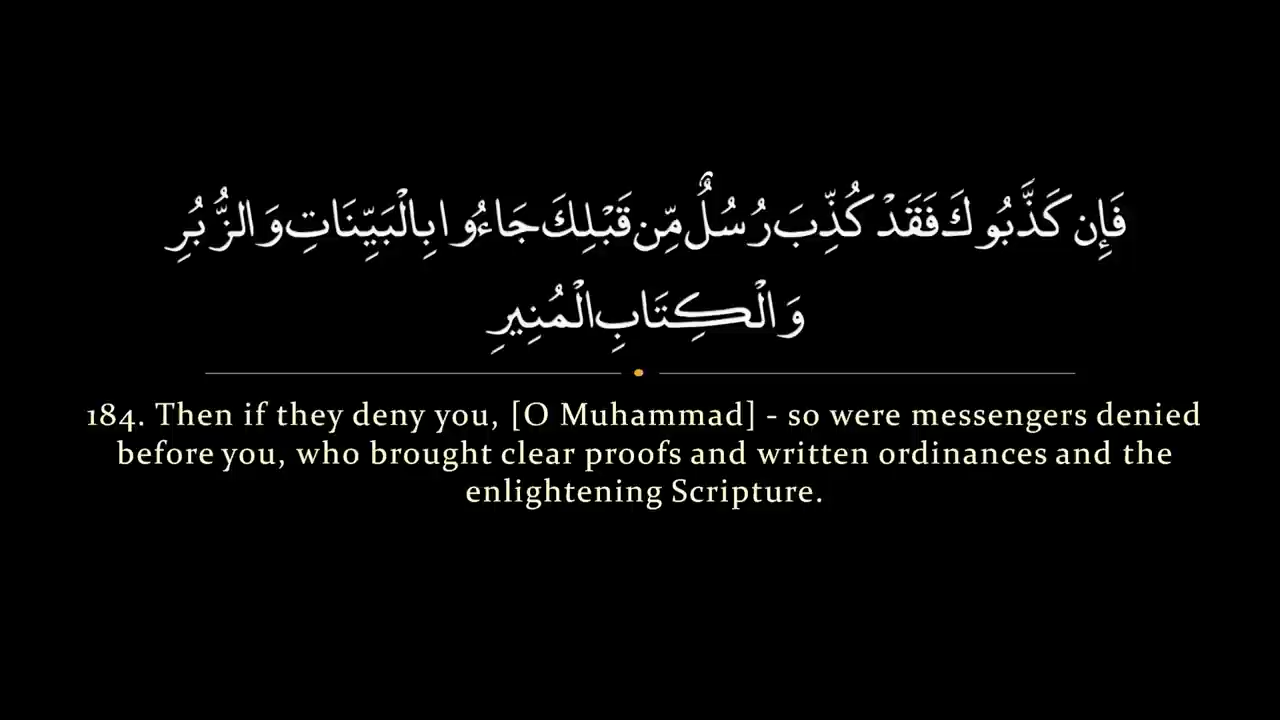 فَإِن كَذَّبُوكَ فَقَدْ كُذِّبَ رُسُلٌ مِّن قَبْلِكَ جَاءُوا بِالْبَيِّنَاتِ وَالزُّبُرِ
وَالْكِتَابِ الْمُنِيرِ
184. Then if they deny you, [O Muhammad] - so were messengers denied
before you, who brought clear proofs and written ordinances and the
enlightening Scripture.